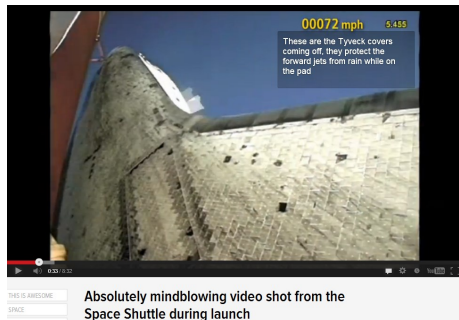 00072 mph 5.455
These are the Tyveck covers
coming off, they protect the
forward jets from rain while on
the pad
0:33 / 8:32
YouTube
THIS IS AWESOME
SPACE
Absolutely mindblowing video shot from the
Space Shuttle during launch